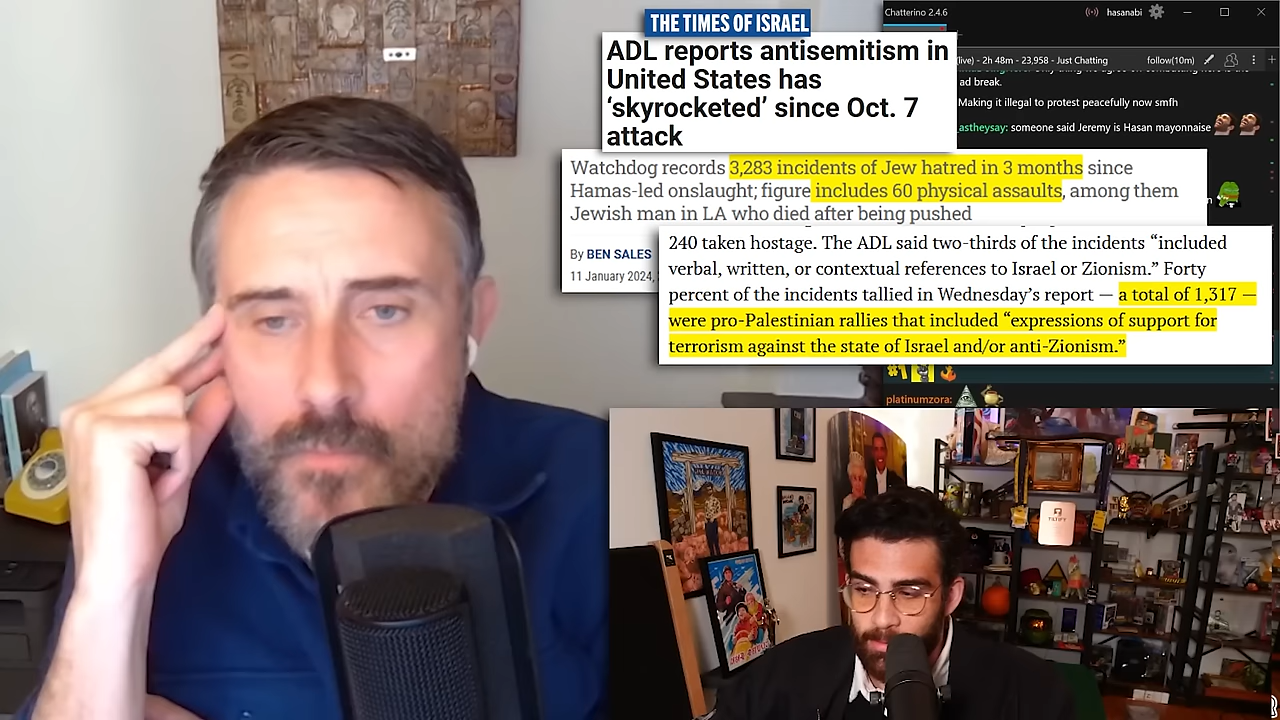 THE TIMES OF ISRAEL
ADL reports antisemitism in
United States has
‘skyrocketed’ since Oct. 7
attack
Watchdog records 3,283 incidents of Jew hatred in 3 months since
Hamas-led onslaught; figure includes 60 physical assaults, among them
Jewish man in LA who died after being pushed
By BEN SALES
11 January 2024,
240 taken hostage. The ADL said two-thirds of the incidents “included
verbal, written, or contextual references to Israel or Zionism.” Forty
percent of the incidents tallied in Wednesday’s report — a total of 1,317 —
were pro-Palestinian rallies that included “expressions of support for
terrorism against the state of Israel and/or anti-Zionism.”
Chatterino 2.4.6
hasanabi
(live) - 2h 48m - 23,958 - Just Chatting
follow(10m)
ad break.
Making it illegal to protest peacefully now smfh
_astheysay: someone said Jeremy is Hasan mayonnaise
#1
platinumzora: